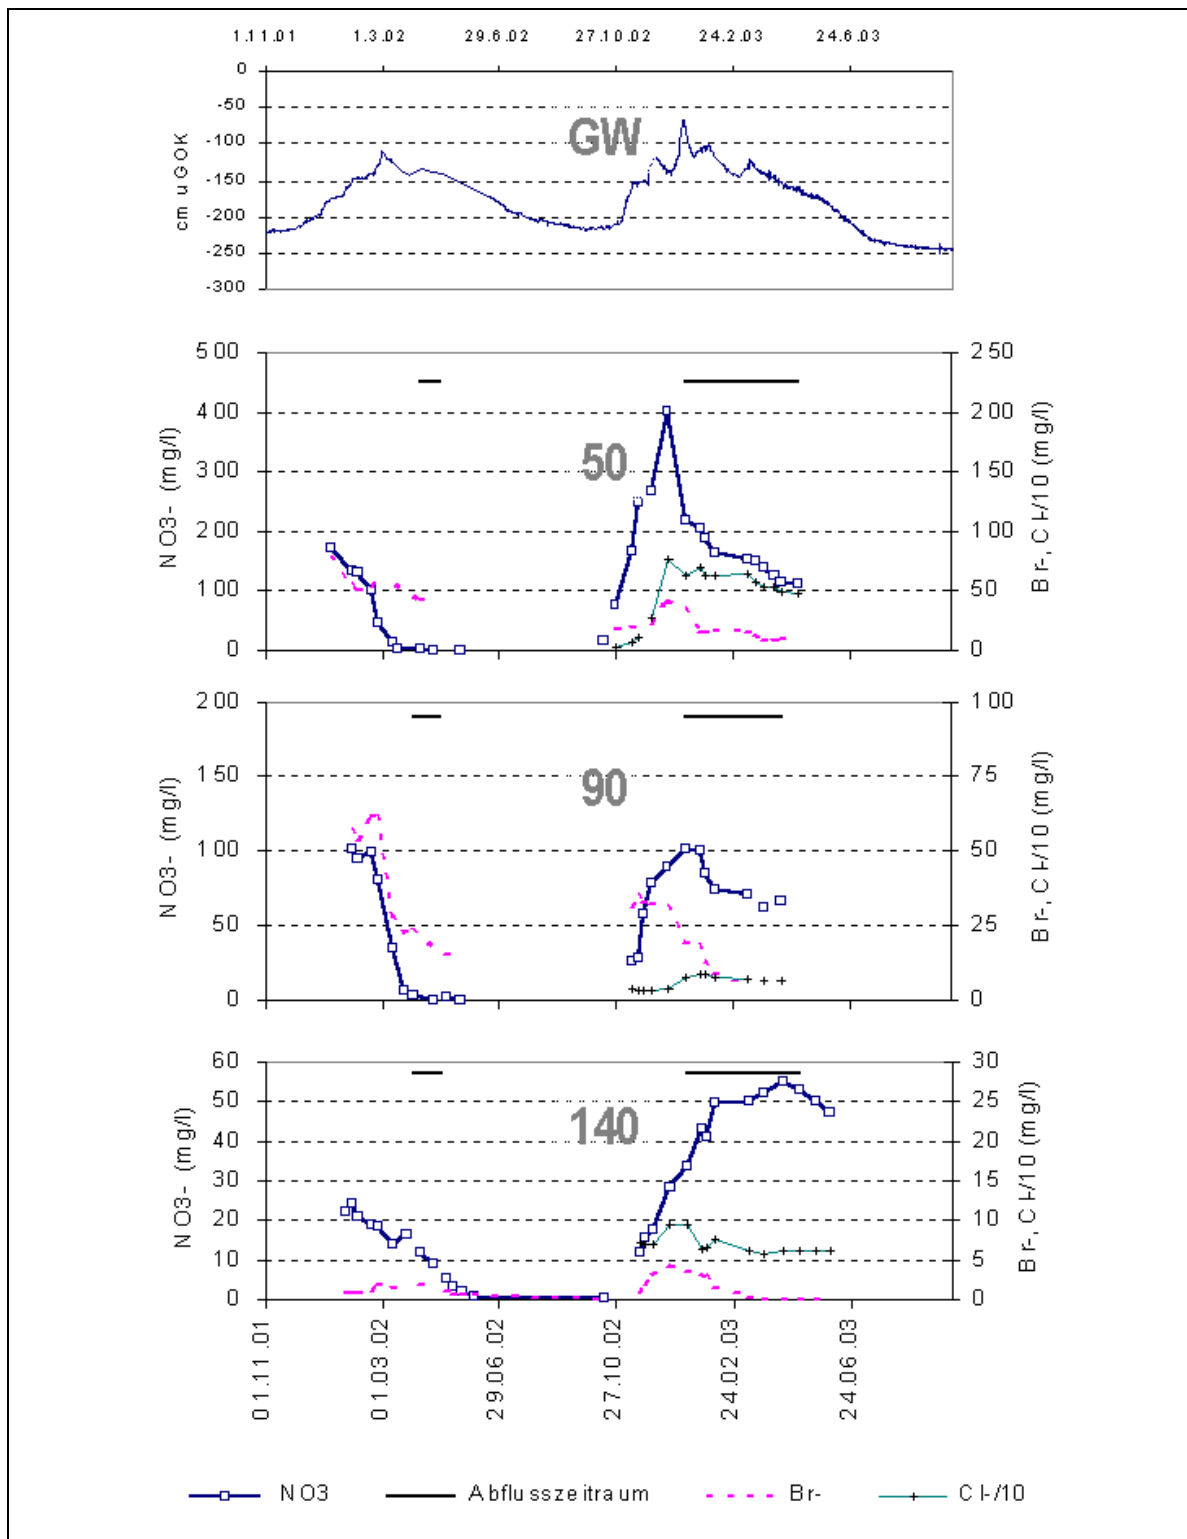 1.11.01 1.3.02 29.6.02 27.10.02 24.2.03 24.6.03
0
-50
-100
-150
-200
-250
-300
cm uGOK
GW
500 250
400 200
300 150
200 100
100 50
0 0
NO3- (mg/l)
50
Br-, Cl-/10 (mg/l)
200 100
150 75
100 50
50 25
0 0
NO3- (mg/l)
90
Br-, Cl-/10 (mg/l)
60 30
50 25
40 20
30 15
20 10
10 5
0 0
NO3- (mg/l)
140
Br-, Cl-/10 (mg/l)
01.11.01 01.03.02 29.06.02 27.10.02 24.02.03 24.06.03
NO3 Abflusszeitraum Br- Cl-/10